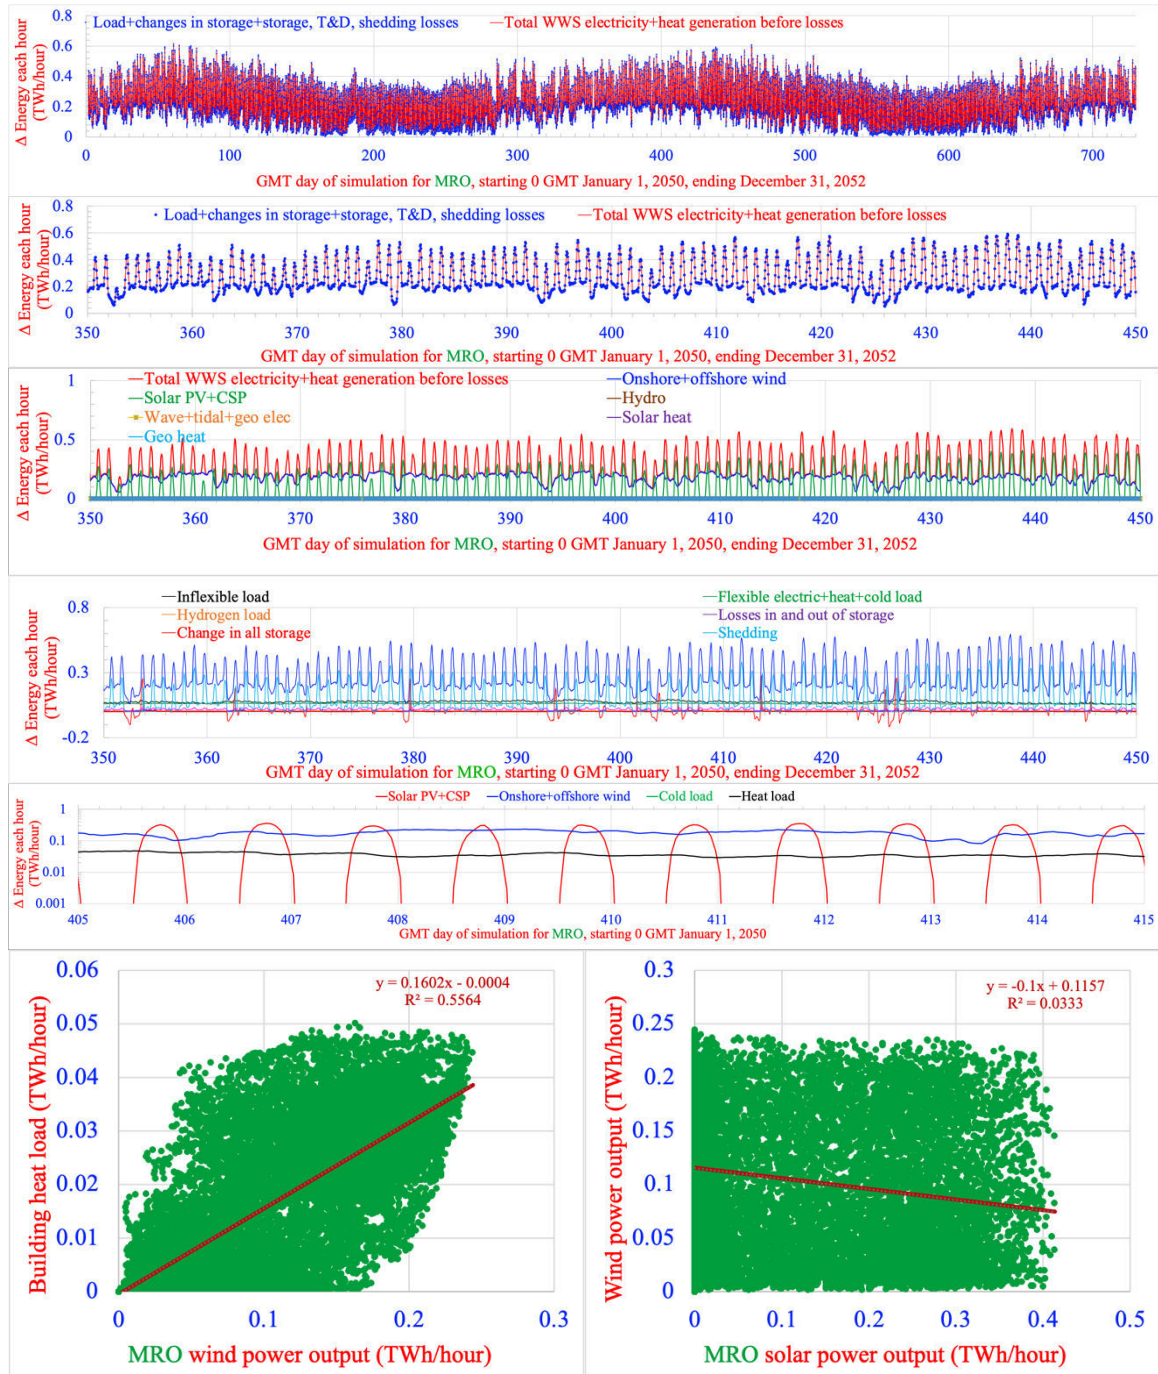 Load+changes in storage+storage, T&D, shedding losses
Total WWS electricity+heat generation before losses
Δ Energy each hour
(TWh/hour)
0.8
0.6
0.4
0.2
0
0 100 200 300 400 500 600 700
GMT day of simulation for MRO, starting 0 GMT January 1, 2050, ending December 31, 2052
Load+changes in storage+storage, T&D, shedding losses
Total WWS electricity+heat generation before losses
Δ Energy each hour
(TWh/hour)
0.8
0.6
0.4
0.2
0
350 360 370 380 390 400 410 420 430 440 450
GMT day of simulation for MRO, starting 0 GMT January 1, 2050, ending December 31, 2052
Total WWS electricity+heat generation before losses
Onshore+offshore wind
Solar PV+CSP
Hydro
Wave+tidal+geo elec
Solar heat
Geo heat
Δ Energy each hour
(TWh/hour)
1
0.5
0
350 360 370 380 390 400 410 420 430 440 450
GMT day of simulation for MRO, starting 0 GMT January 1, 2050, ending December 31, 2052
Inflexible load
Flexible electric+heat+cold load
Hydrogen load
Losses in and out of storage
Change in all storage
Shedding
Δ Energy each hour
(TWh/hour)
0.8
0.3
-0.2
350 360 370 380 390 400 410 420 430 440 450
GMT day of simulation for MRO, starting 0 GMT January 1, 2050, ending December 31, 2052
Solar PV+CSP
Onshore+offshore wind
Cold load
Heat load
Δ Energy each hour
(TWh/hour)
1
0.1
0.01
0.001
405 406 407 408 409 410 411 412 413 414 415
GMT day of simulation for MRO, starting 0 GMT January 1, 2050
Building heat load (TWh/hour)
0.06
0.05
0.04
0.03
0.02
0.01
0
y = 0.1602x - 0.0004
R² = 0.5564
0 0.1 0.2 0.3
MRO wind power output (TWh/hour)
Wind power output (TWh/hour)
0.3
0.25
0.2
0.15
0.1
0.05
0
y = -0.1x + 0.1157
R² = 0.0333
0 0.1 0.2 0.3 0.4 0.5
MRO solar power output (TWh/hour)